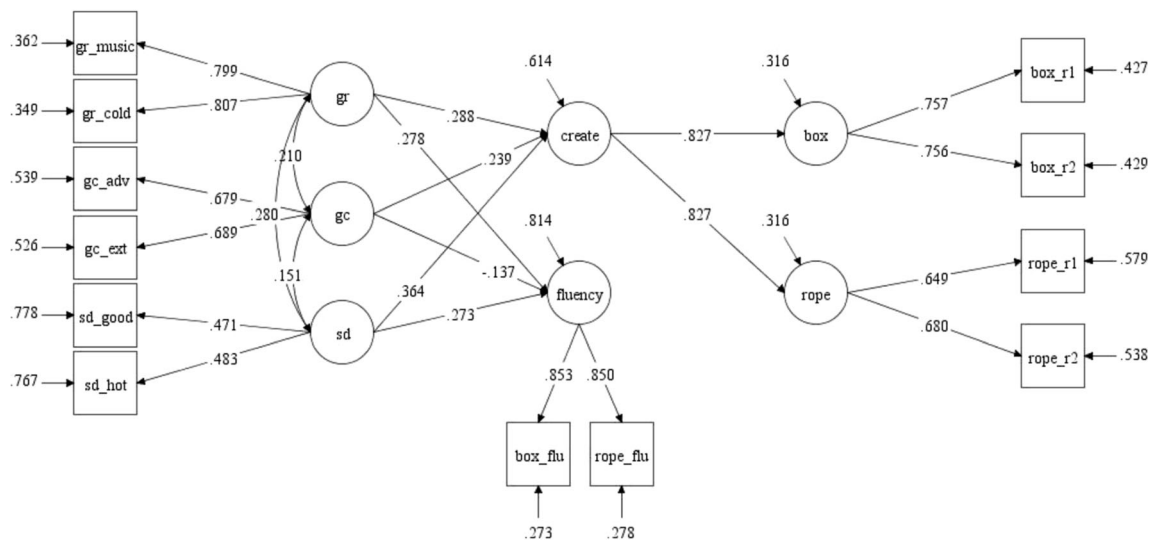 .362
gr_music
.799
.349
gr_cold
.807
.539
gc_adv
.679
.526
gc_ext
.689
.778
sd_good
.471
.767
sd_hot
.483
gr
.210
gc
.280
.151
sd
.288
.278
.239
-.137
.364
.273
.614
create
.814
fluency
.853
.850
box_flu
rope_flu
.273
.278
.827
.827
.316
box
.316
rope
.757
.756
.649
.680
box_r1
.427
box_r2
.429
rope_r1
.579
rope_r2
.538